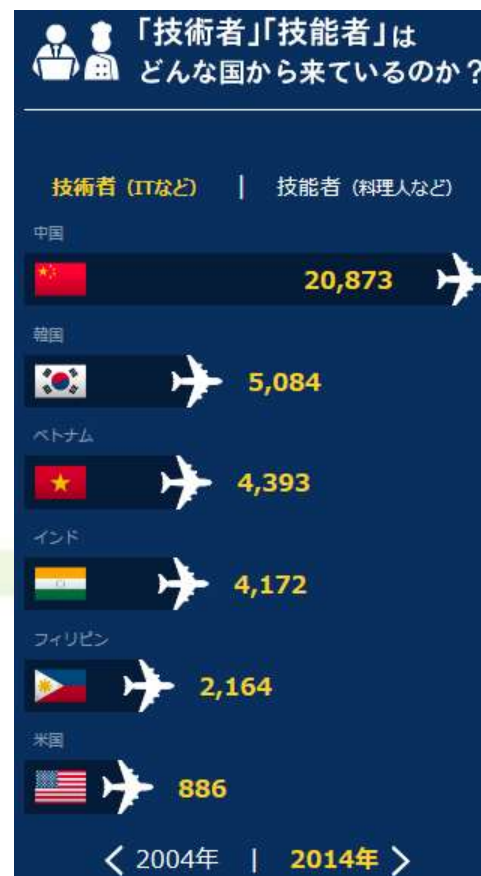 「技術者」「技能者」は
どんな国から来ているのか?
技術者(ITなど) | 技能者(料理人など)
中国
20,873
韓国
5,084
ベトナム
4,393
インド
4,172
フィリピン
2,164
米国
886
2004年 | 2014年